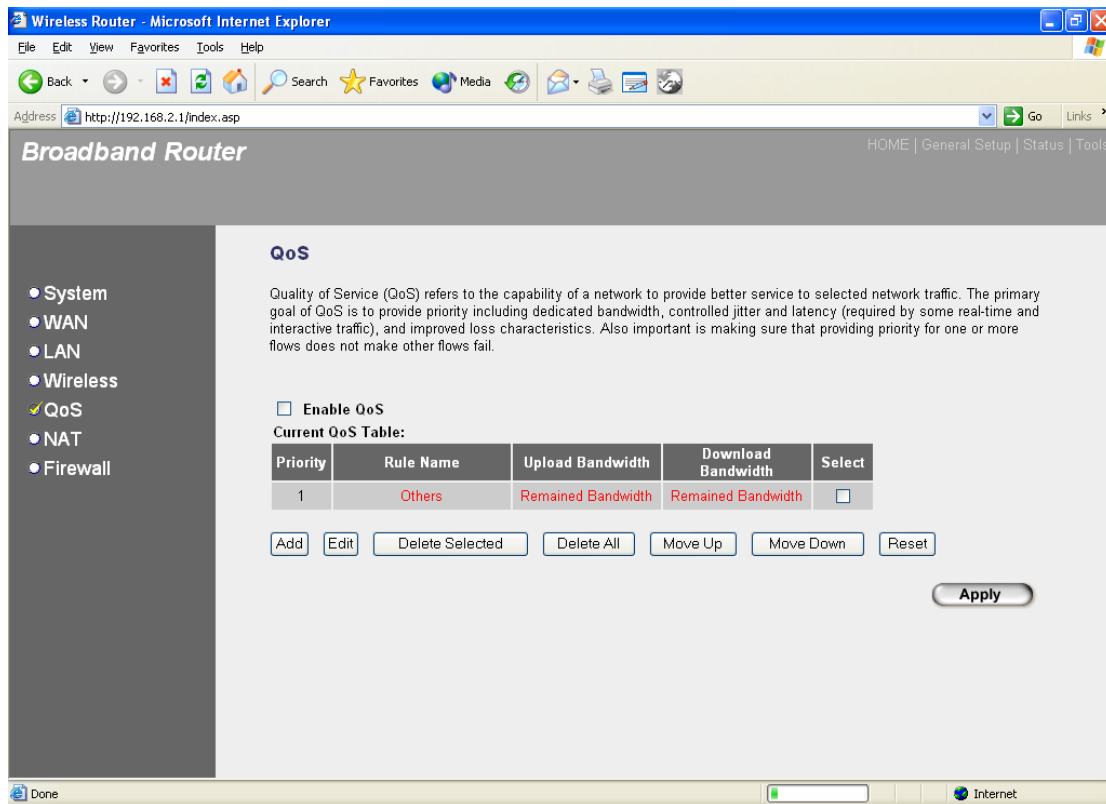 Wireless Router - Microsoft Internet Explorer
File Edit View Favorites Tools Help
Back Search Favorites Media
Address http://192.168.2.1/index.asp Go Links
Broadband Router
HOME | General Setup | Status | Tools
System
WAN
LAN
Wireless
QoS
NAT
Firewall
QoS
Quality of Service (QoS) refers to the capability of a network to provide better service to selected network traffic. The primary
goal of QoS is to provide priority including dedicated bandwidth, controlled jitter and latency (required by some real-time and
interactive traffic), and improved loss characteristics. Also important is making sure that providing priority for one or more
flows does not make other flows fail.
Enable QoS
Current QoS Table:
Priority Rule Name Upload Bandwidth Download Bandwidth Select
1 Others Remained Bandwidth Remained Bandwidth
Add Edit Delete Selected Delete All Move Up Move Down Reset
Apply
Done Internet